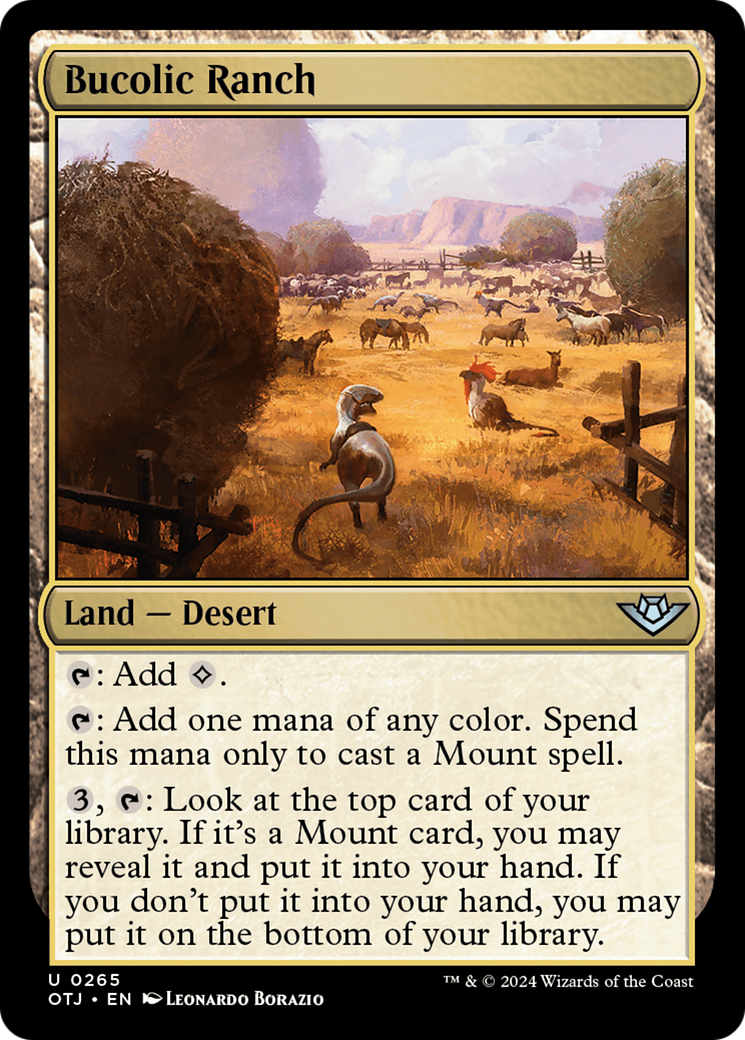 Bucolic Ranch
Land — Desert
: Add .
: Add one mana of any color. Spend
this mana only to cast a Mount spell.
3, : Look at the top card of your
library. If it's a Mount card, you may
reveal it and put it into your hand. If
you don't put it into your hand, you may
put it on the bottom of your library.
U 0265
OTJ • EN Leonardo Borazio
™ & © 2024 Wizards of the Coast